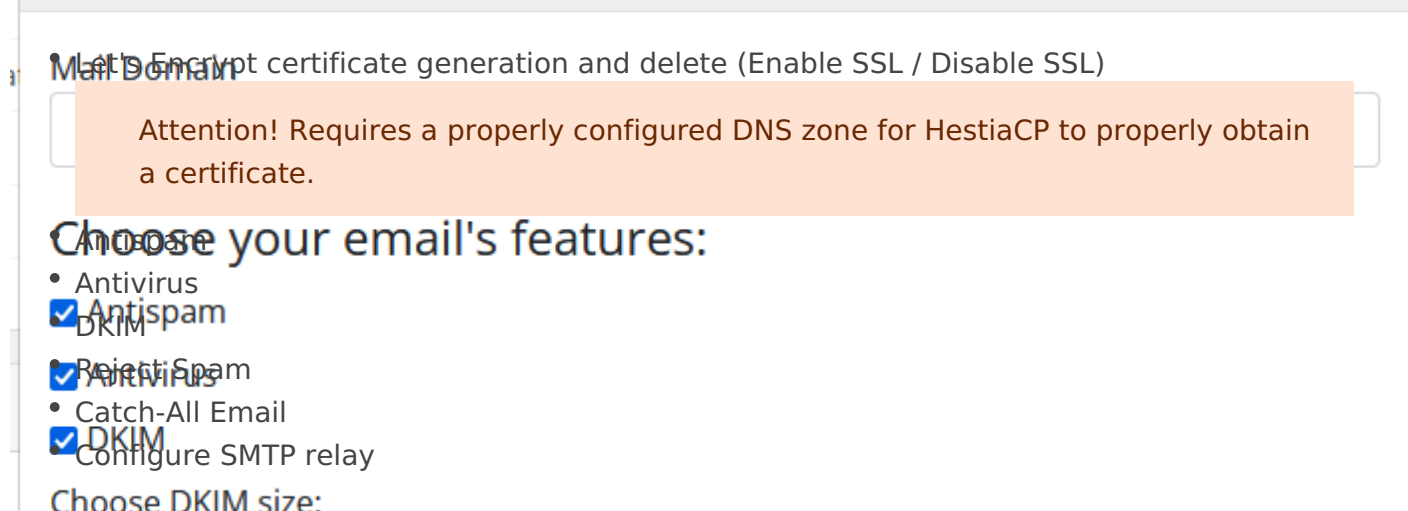 Let's Encrypt certificate generation and delete (Enable SSL / Disable SSL)
Mail Domain
Attention! Requires a properly configured DNS zone for HestiaCP to properly obtain
a certificate.
Choose your email's features:
Antispam
Antivirus
Antispam
DKIM
Reject Spam
Antivirus
Catch-All Email
DKIM
Configure SMTP relay
Choose DKIM size: